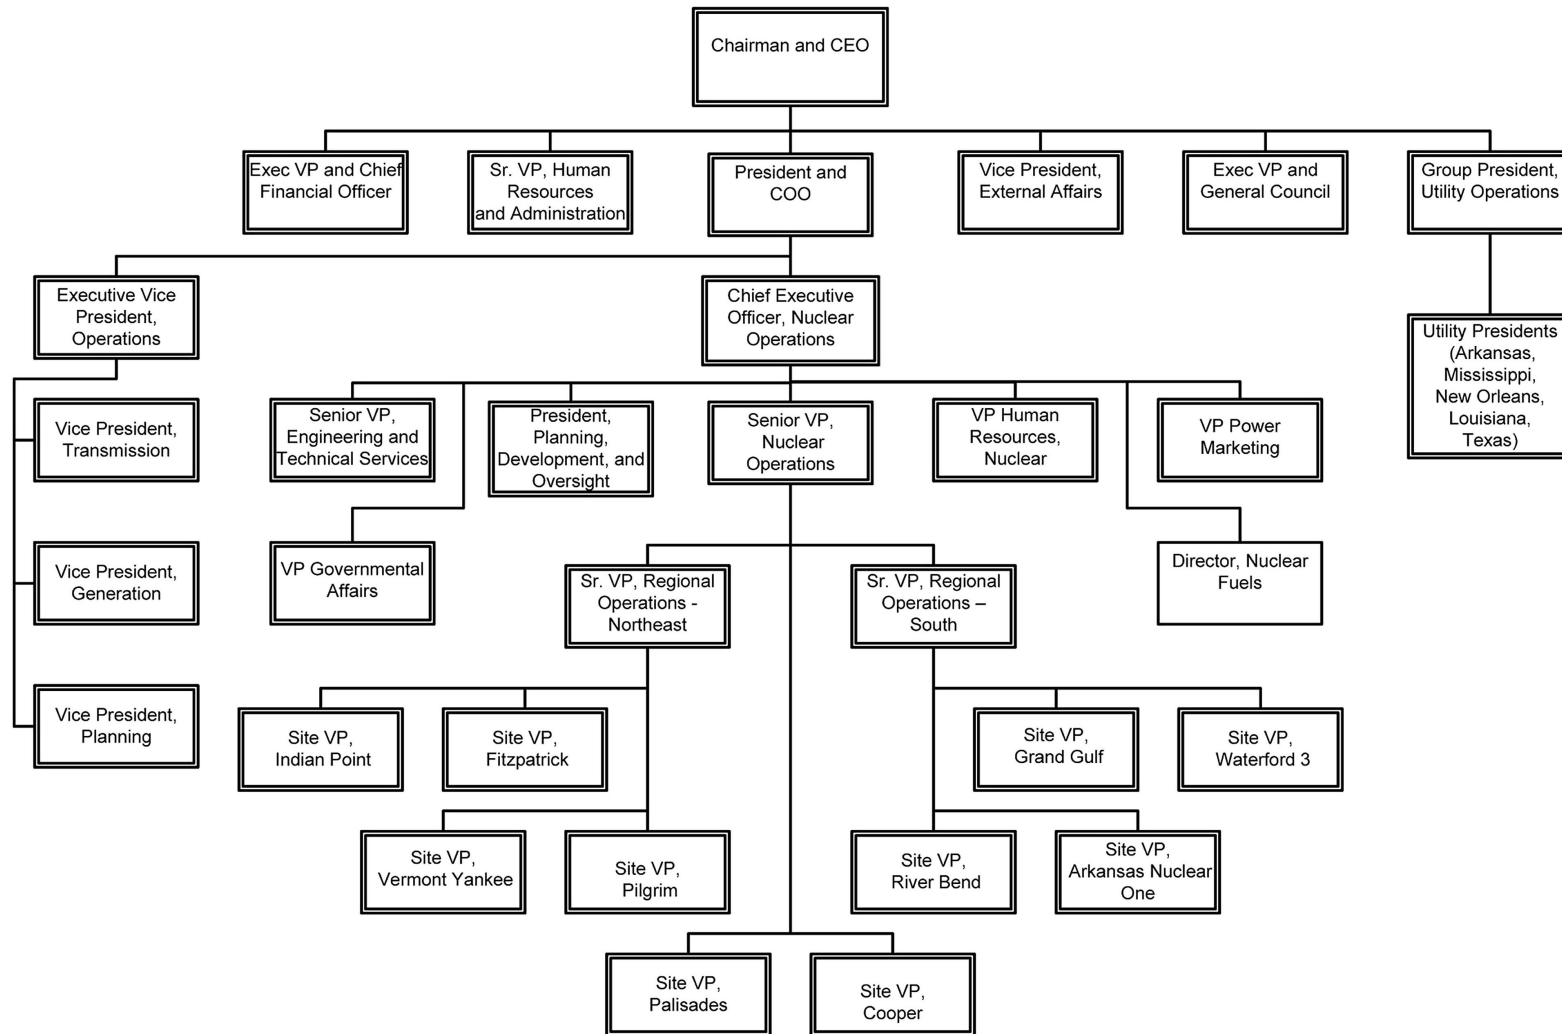 Chairman and CEO
Exec VP and Chief
Financial Officer
Sr. VP, Human
Resources
and Administration
President and
COO
Vice President,
External Affairs
Exec VP and
General Council
Group President,
Utility Operations
Executive Vice
President,
Operations
Chief Executive
Officer, Nuclear
Operations
Utility Presidents
(Arkansas,
Mississippi,
New Orleans,
Louisiana,
Texas)
Vice President,
Transmission
Senior VP,
Engineering and
Technical Services
President,
Planning,
Development, and
Oversight
Senior VP,
Nuclear
Operations
VP Human
Resources,
Nuclear
VP Power
Marketing
Vice President,
Generation
VP Governmental
Affairs
Sr. VP, Regional
Operations -
Northeast
Sr. VP, Regional
Operations –
South
Director, Nuclear
Fuels
Vice President,
Planning
Site VP,
Indian Point
Site VP,
Fitzpatrick
Site VP,
Grand Gulf
Site VP,
Waterford 3
Site VP,
Vermont Yankee
Site VP,
Pilgrim
Site VP,
River Bend
Site VP,
Arkansas Nuclear
One
Site VP,
Palisades
Site VP,
Cooper